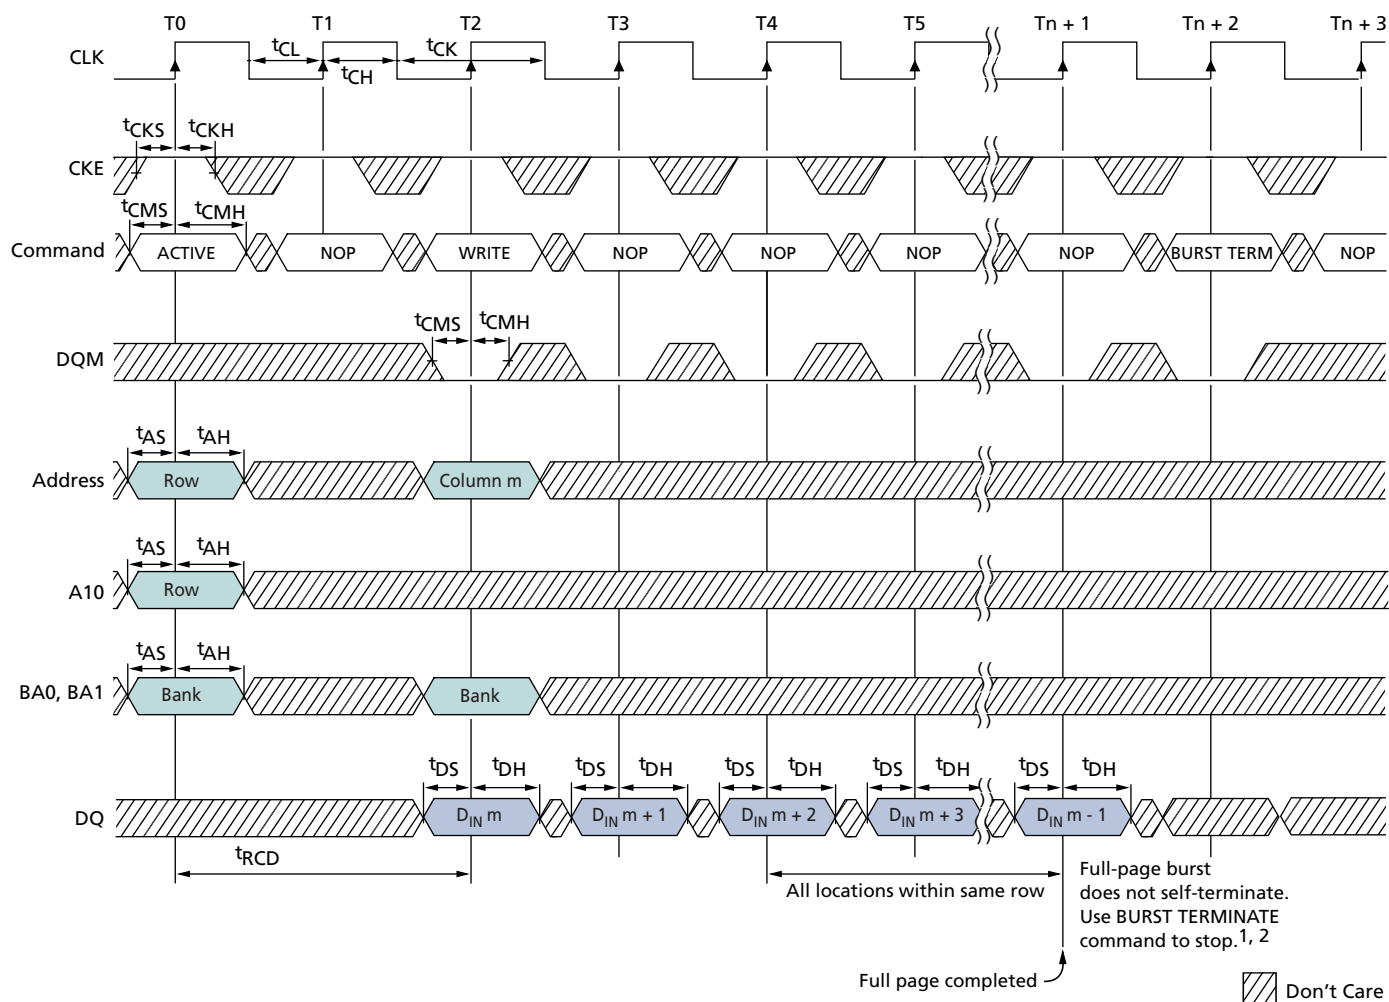 T0 T1 T2 T3 T4 T5 Tn + 1 Tn + 2 Tn + 3
CLK tCL tCH tCK
tCKS tCKH
CKE
tCMS tCMH
Command ACTIVE NOP WRITE NOP NOP NOP NOP BURST TERM NOP
tCMS tCMH
DQM
tAS tAH
Address Row Column m
tAS tAH
A10 Row
tAS tAH
BA0, BA1 Bank Bank
tDS tDH tDS tDH tDS tDH tDS tDH tDS tDH
DQ DIN m DIN m + 1 DIN m + 2 DIN m + 3 DIN m - 1
tRCD
All locations within same row
Full-page burst
does not self-terminate.
Use BURST TERMINATE
command to stop.1, 2
Full page completed
Don't Care